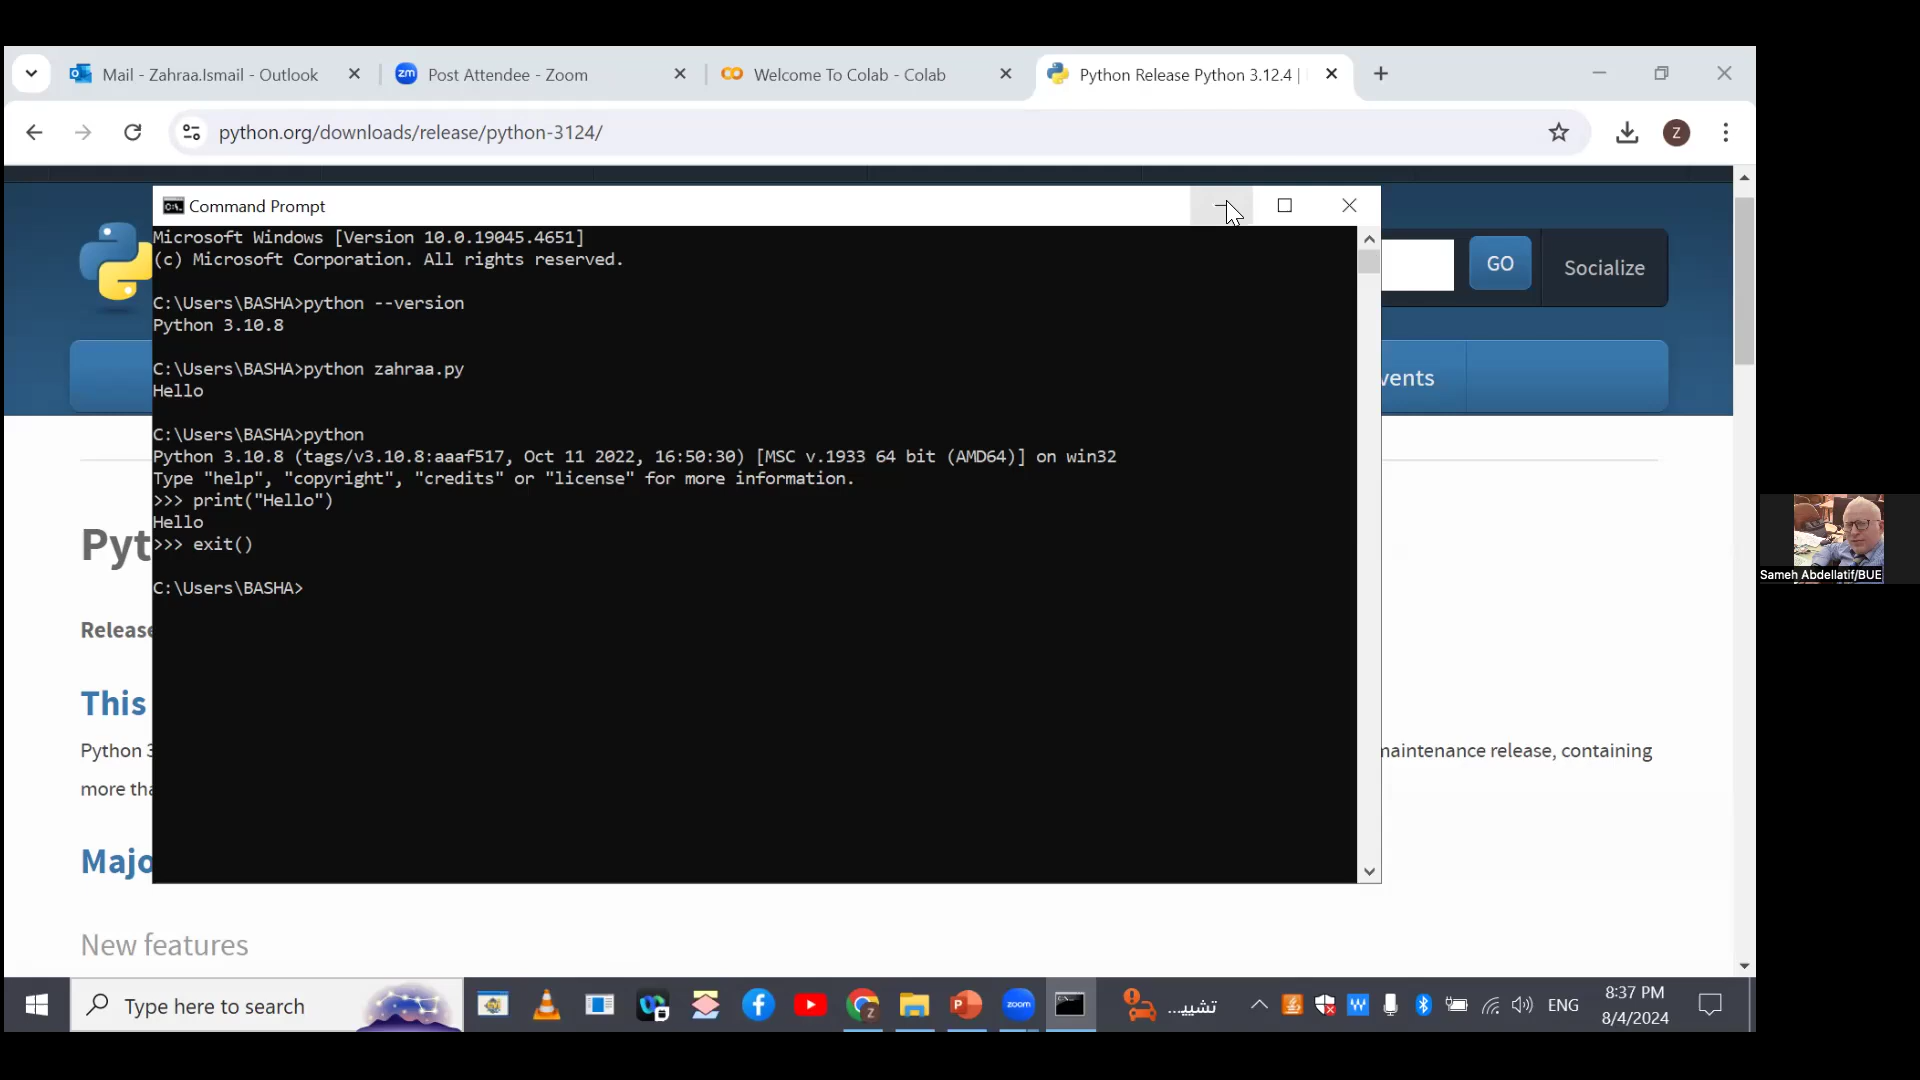 Mail - Zahraa.Ismail - Outlook
Post Attendee - Zoom
Welcome To Colab - Colab
Python Release Python 3.12.4 |
python.org/downloads/release/python-3124/
Z
Command Prompt
Microsoft Windows [Version 10.0.19045.4651]
(c) Microsoft Corporation. All rights reserved.
C:\Users\BASHA>python --version
Python 3.10.8
C:\Users\BASHA>python zahraa.py
Hello
C:\Users\BASHA>python
Python 3.10.8 (tags/v3.10.8:aaaf517, Oct 11 2022, 16:50:30) [MSC v.1933 64 bit (AMD64)] on win32
Type "help", "copyright", "credits" or "license" for more information.
>>> print("Hello")
Hello
>>> exit()
C:\Users\BASHA>
GO
Socialize
vents
Pyt
Release
This
Python 3
maintenance release, containing
more tha
Majo
New features
Sameh Abdellatif/BUE
Type here to search
zoom
تشييـ...
ENG
8:37 PM
8/4/2024